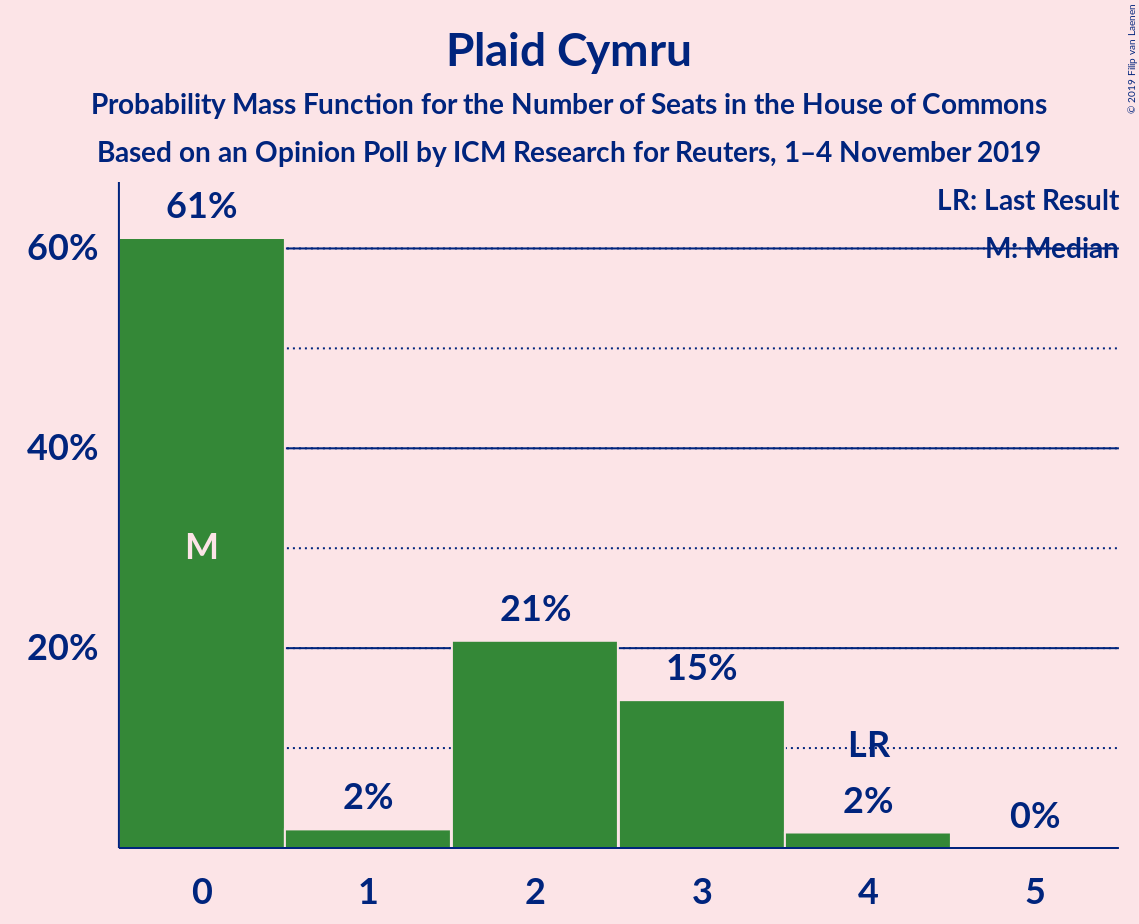 Plaid Cymru
Probability Mass Function for the Number of Seats in the House of Commons
Based on an Opinion Poll by ICM Research for Reuters, 1–4 November 2019
© 2019 Filip van Laenen
LR: Last Result
M: Median
60%
40%
20%
61%
M
2%
21%
15%
LR
2%
0%
0 1 2 3 4 5